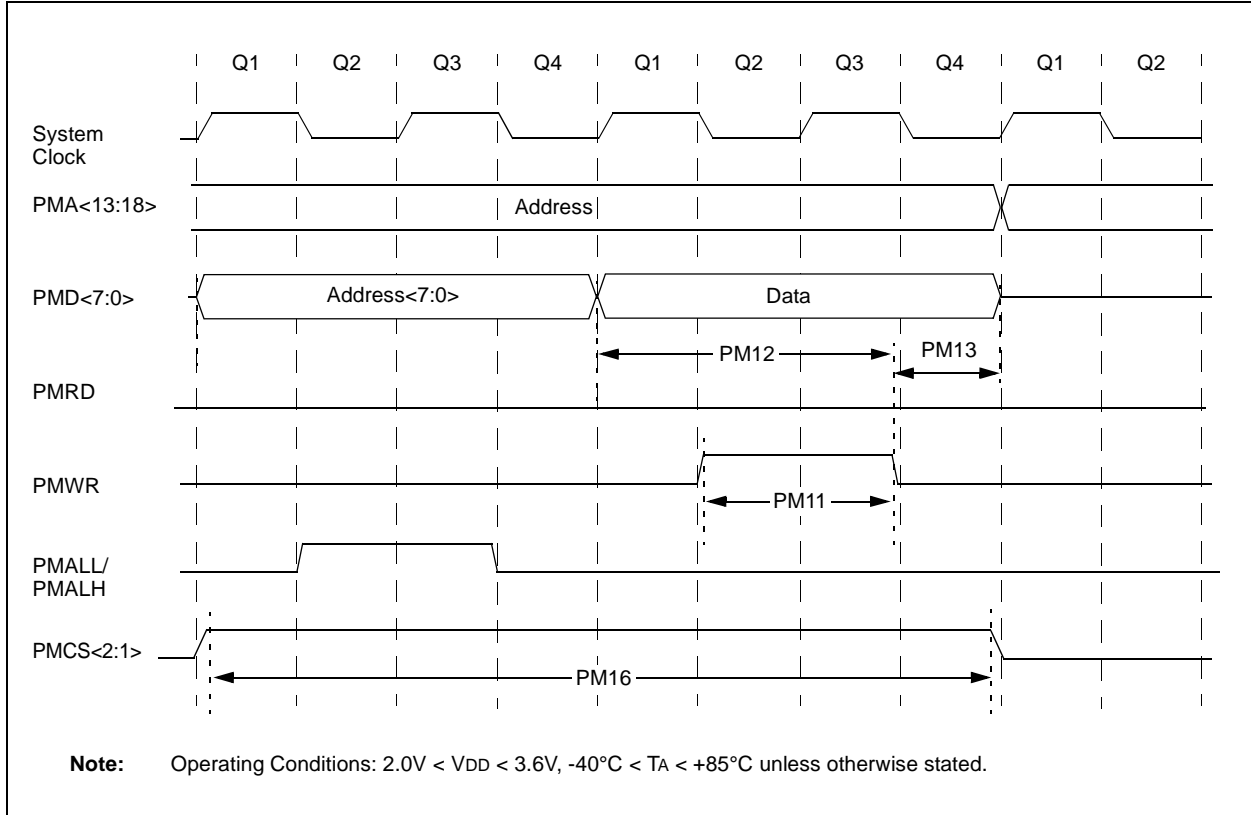 Q1 Q2 Q3 Q4 Q1 Q2 Q3 Q4 Q1 Q2
System
Clock
PMA<13:18>
Address
PMD<7:0>
Address<7:0>
Data
PM12
PM13
PMRD
PMWR
PM11
PMALL/
PMALH
PMCS<2:1>
PM16
Note: Operating Conditions: 2.0V < VDD < 3.6V, -40°C < TA < +85°C unless otherwise stated.